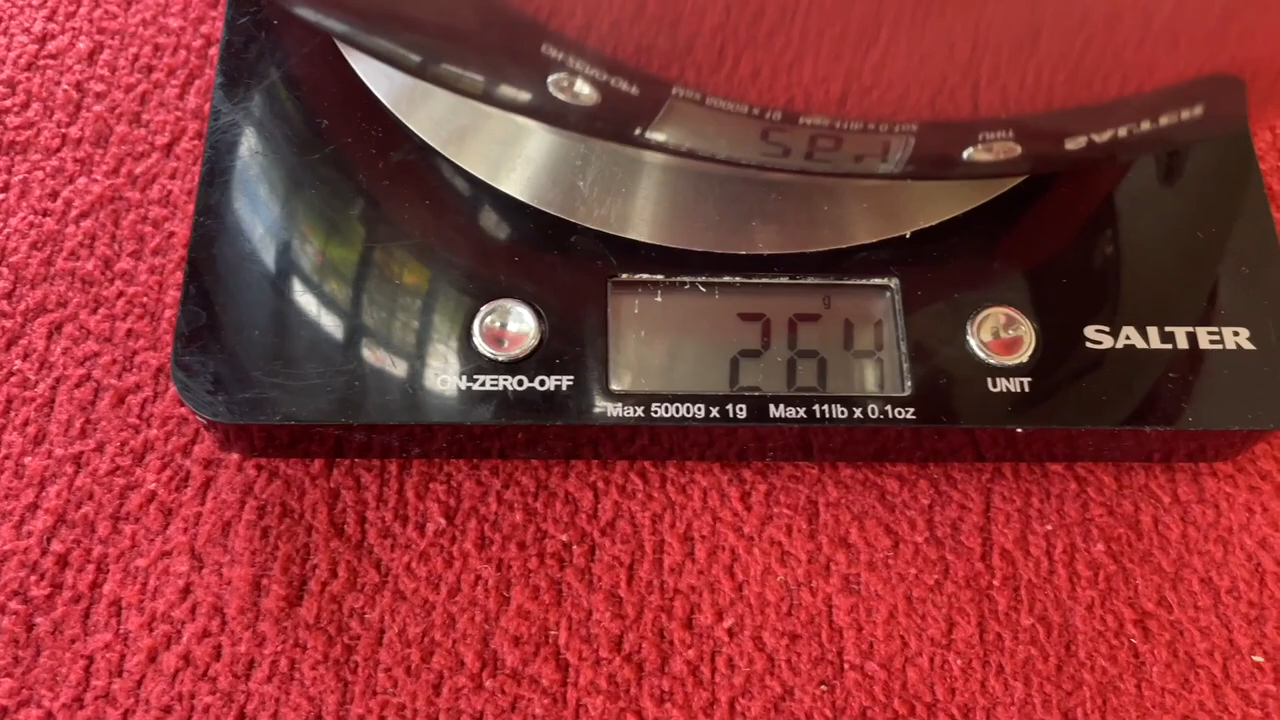 g
264
ON-ZERO-OFF
UNIT
SALTER
Max 5000g x 1g Max 11lb x 0.1oz